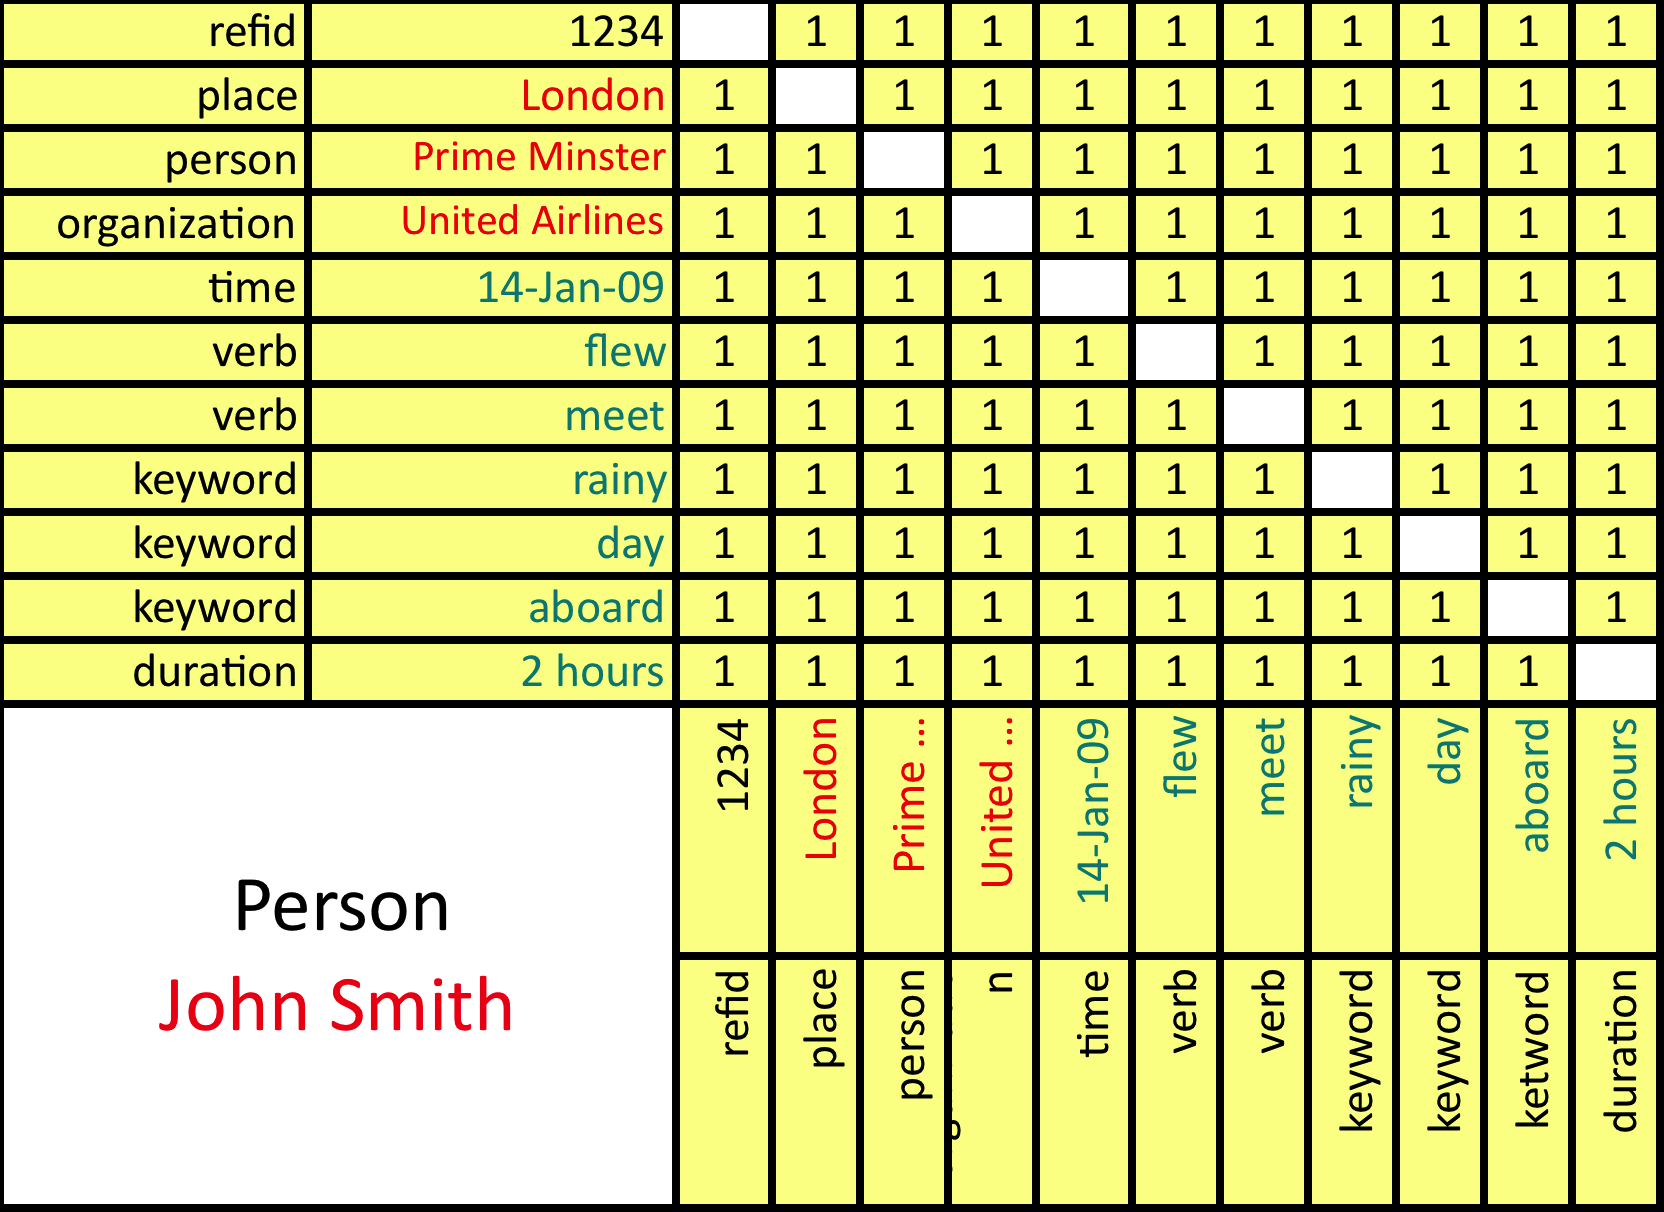 refid 1234 1 1 1 1 1 1 1 1 1 1
place London 1 1 1 1 1 1 1 1 1 1
person Prime Minster 1 1 1 1 1 1 1 1 1 1
organization United Airlines 1 1 1 1 1 1 1 1 1 1
time 14-Jan-09 1 1 1 1 1 1 1 1 1 1
verb flew 1 1 1 1 1 1 1 1 1 1
verb meet 1 1 1 1 1 1 1 1 1 1
keyword rainy 1 1 1 1 1 1 1 1 1 1
keyword day 1 1 1 1 1 1 1 1 1 1
keyword aboard 1 1 1 1 1 1 1 1 1 1
duration 2 hours 1 1 1 1 1 1 1 1 1 1
1234 London Prime ... United ... 14-Jan-09 flew meet rainy day aboard 2 hours
Person
John Smith
refid place person n time verb verb keyword keyword ketword duration